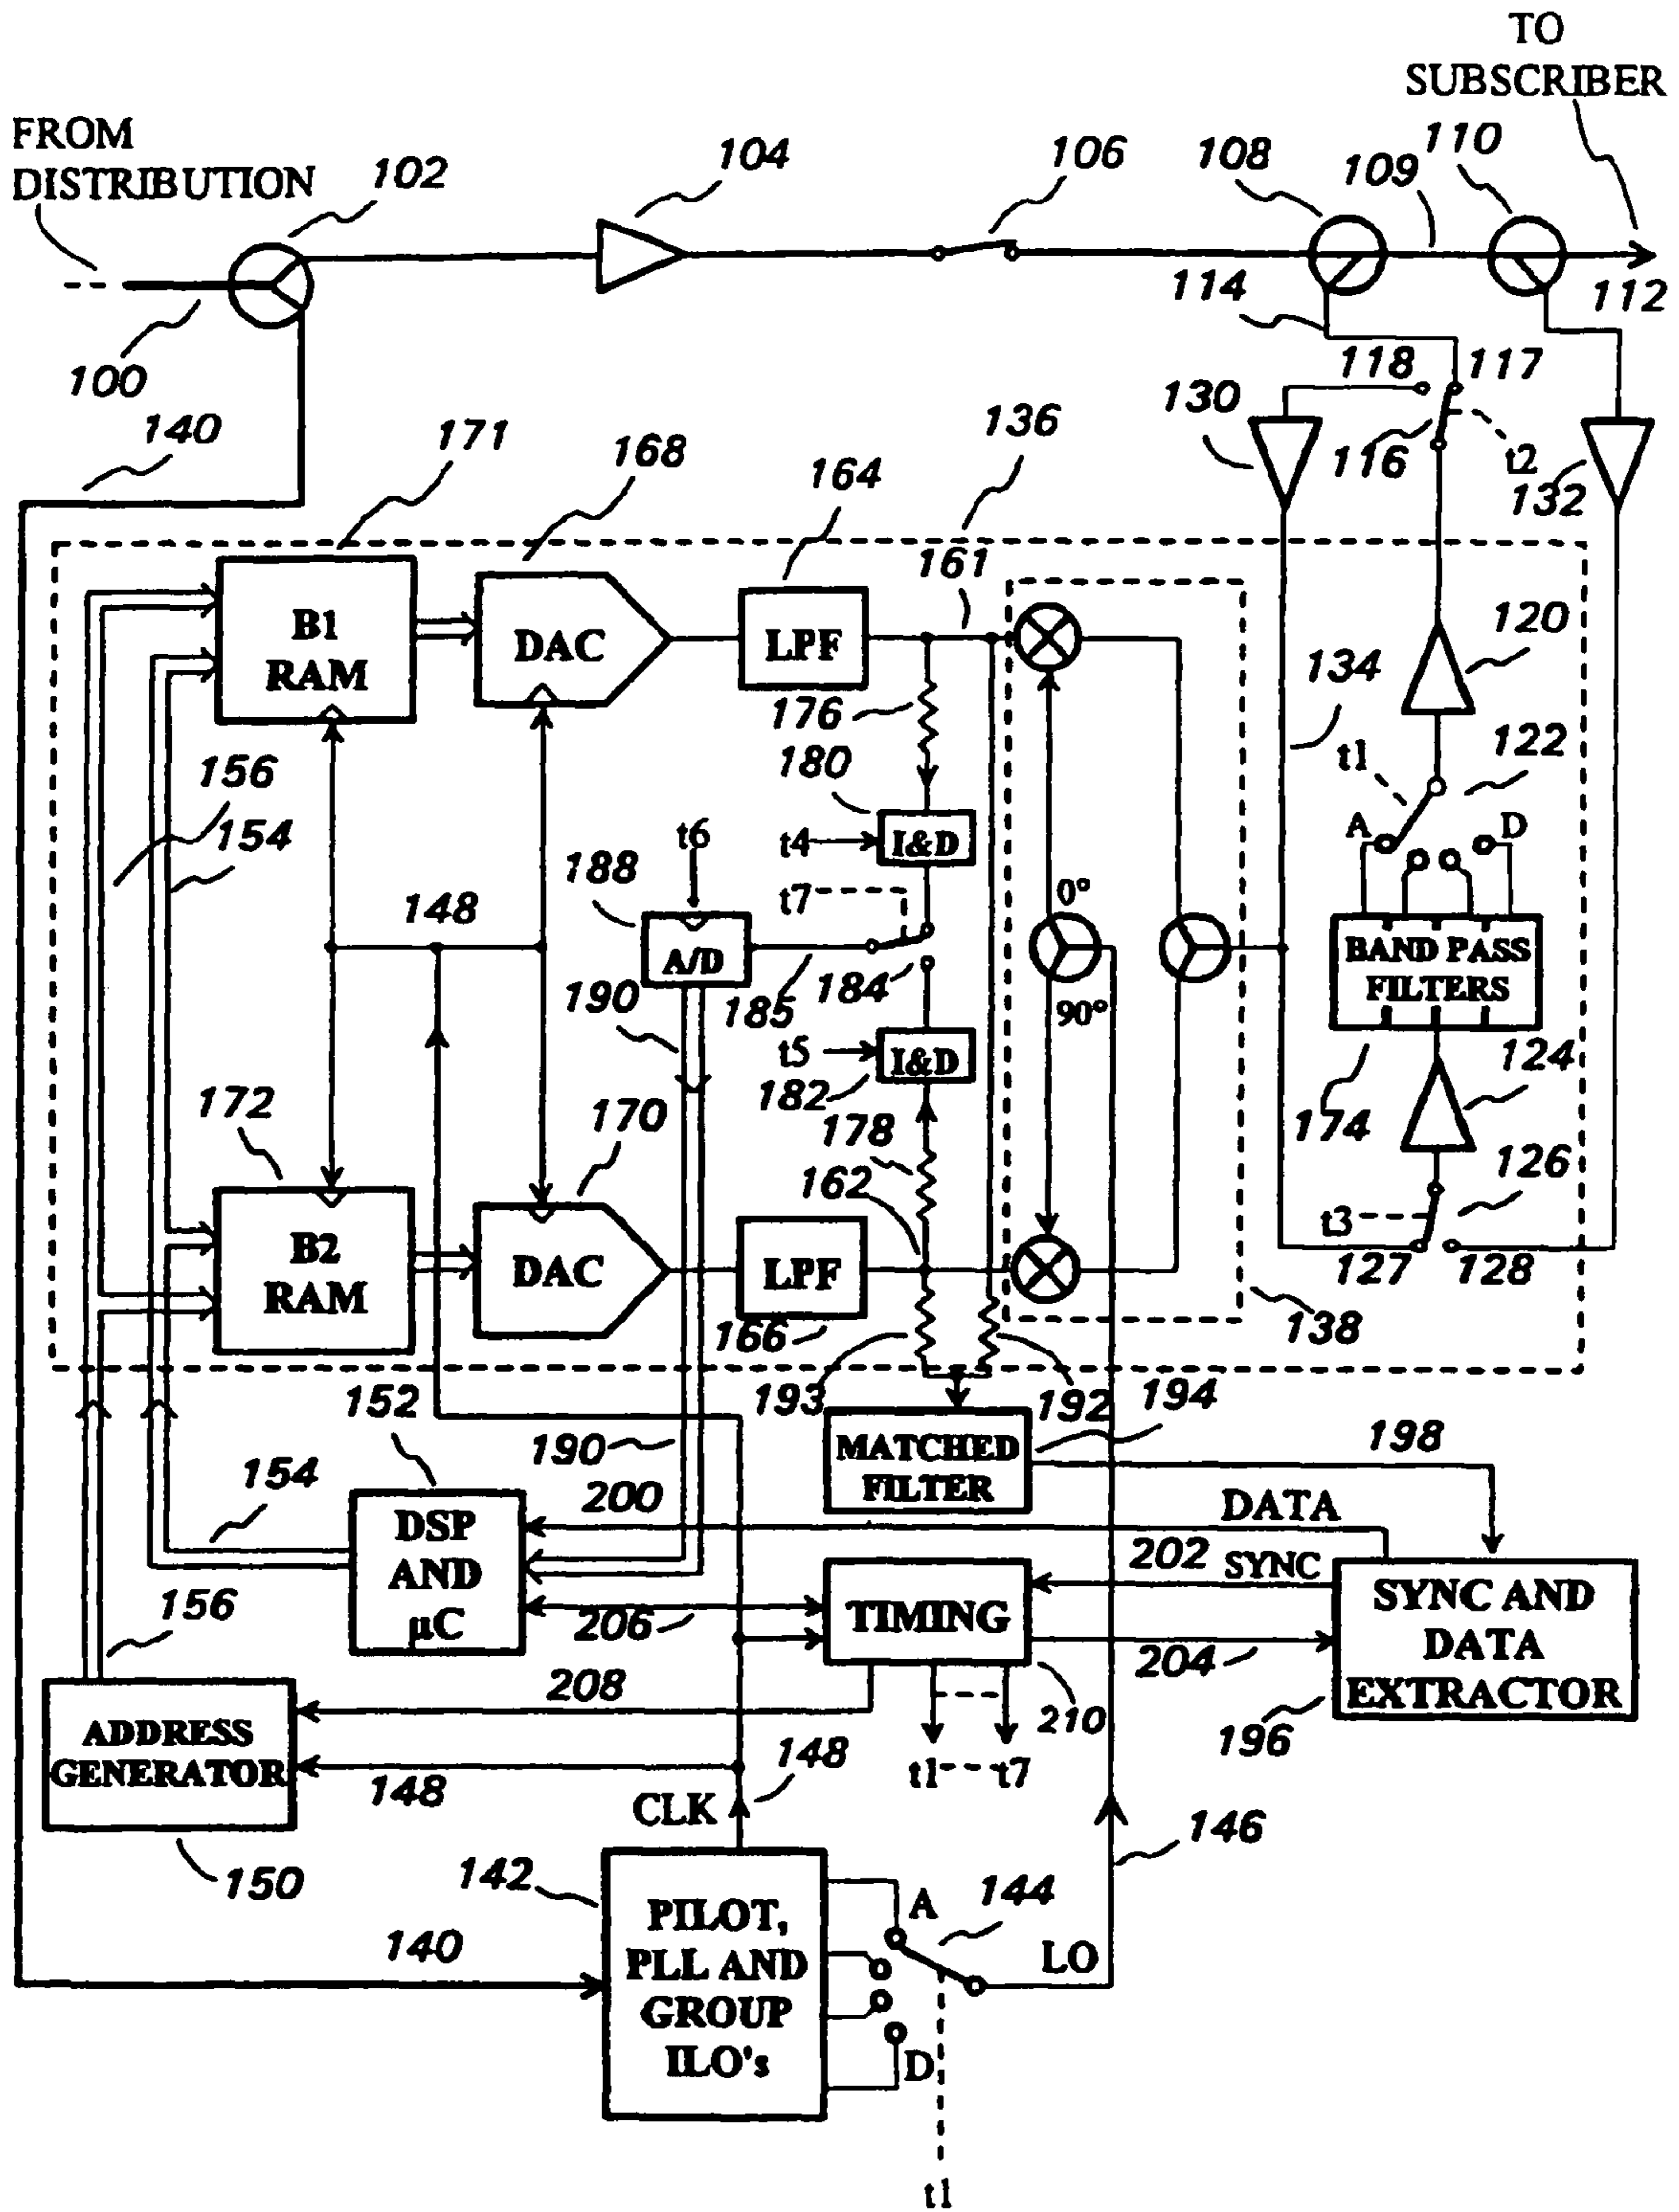 TO
SUBSCRIBER
FROM
DISTRIBUTION
102
104
106
108
109
110
112
100
114
118
117
140
171
168
164
136
130
116
t2
132
161
B1
RAM
DAC
LPF
176
134
120
156
154
180
t1
122
t4
I&D
A
D
t6
188
t7
0°
148
A/D
BAND PASS
FILTERS
190
185
184
90°
t5
I&D
182
174
124
172
170
178
162
126
t3
B2
RAM
DAC
LPF
127
128
166
138
193
192
194
152
190
MATCHED
FILTER
198
154
200
DATA
DSP
AND
µC
202
SYNC
156
206
TIMING
SYNC AND
DATA
EXTRACTOR
204
208
210
196
ADDRESS
GENERATOR
148
t1
t7
148
CLK
146
150
142
144
A
PILOT,
PLL AND
GROUP
ILO's
140
LO
D
t1